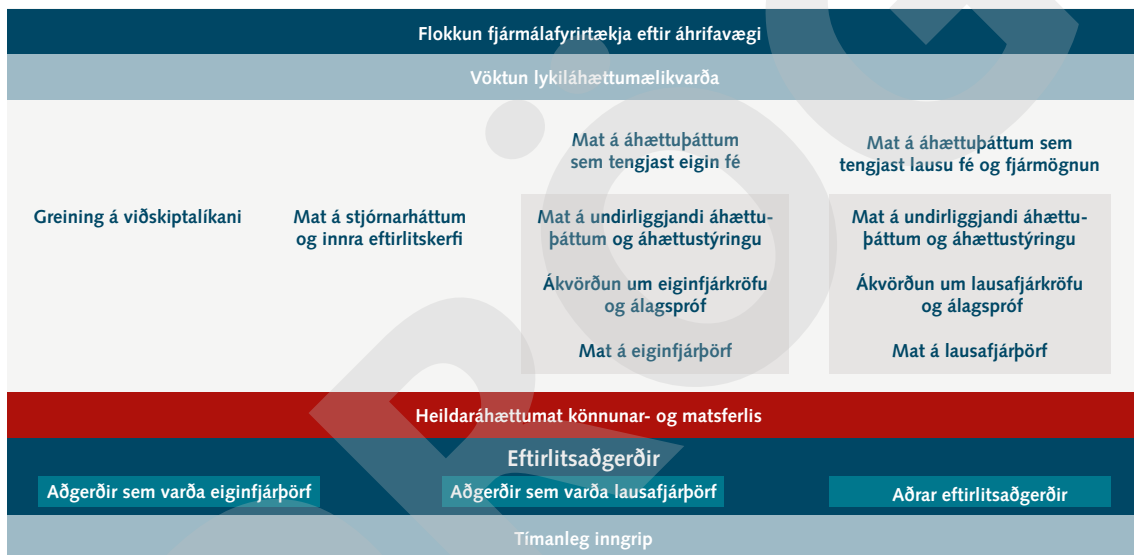 Flokkun fjármálafyrirtækja eftir áhrifavægi
Vöktun lykiláhættumælikvarða
Greining á viðskiptalíkani
Mat á stjórnarháttum
og innra eftirlitskerfi
Mat á áhættuþáttum
sem tengjast eigin fé
Mat á undirliggjandi áhættu-
þáttum og áhættustýringu
Ákvörðun um eiginfjárkröfu
og álagspróf
Mat á eiginfjárþörf
Mat á áhættuþáttum sem
tengjast lausu fé og fjármögnun
Mat á undirliggjandi áhættu-
þáttum og áhættustýringu
Ákvörðun um lausafjárkröfu
og álagspróf
Mat á lausafjárþörf
Heildaráhættumat könnunar- og matsferlis
Eftirlitsaðgerðir
Aðgerðir sem varða eiginfjárþörf
Aðgerðir sem varða lausafjárþörf
Aðrar eftirlitsaðgerðir
Tímanleg inngrip